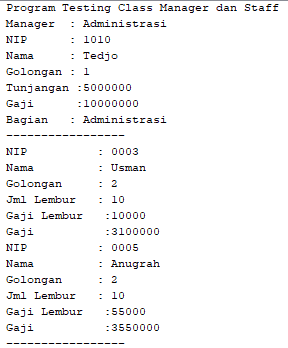 Program Testing Class Manager dan Staff
Manager  : Administrasi
NIP      : 1010
Nama     : Tedjo
Golongan : 1
Tunjangan :5000000
Gaji     :10000000
Bagian   : Administrasi
-----------------
NIP          : 0003
Nama         : Usman
Golongan     : 2
Jml Lembur   : 10
Gaji Lembur   :10000
Gaji          :3100000
NIP          : 0005
Nama         : Anugrah
Golongan     : 2
Jml Lembur   : 10
Gaji Lembur   :55000
Gaji          :3550000
-----------------